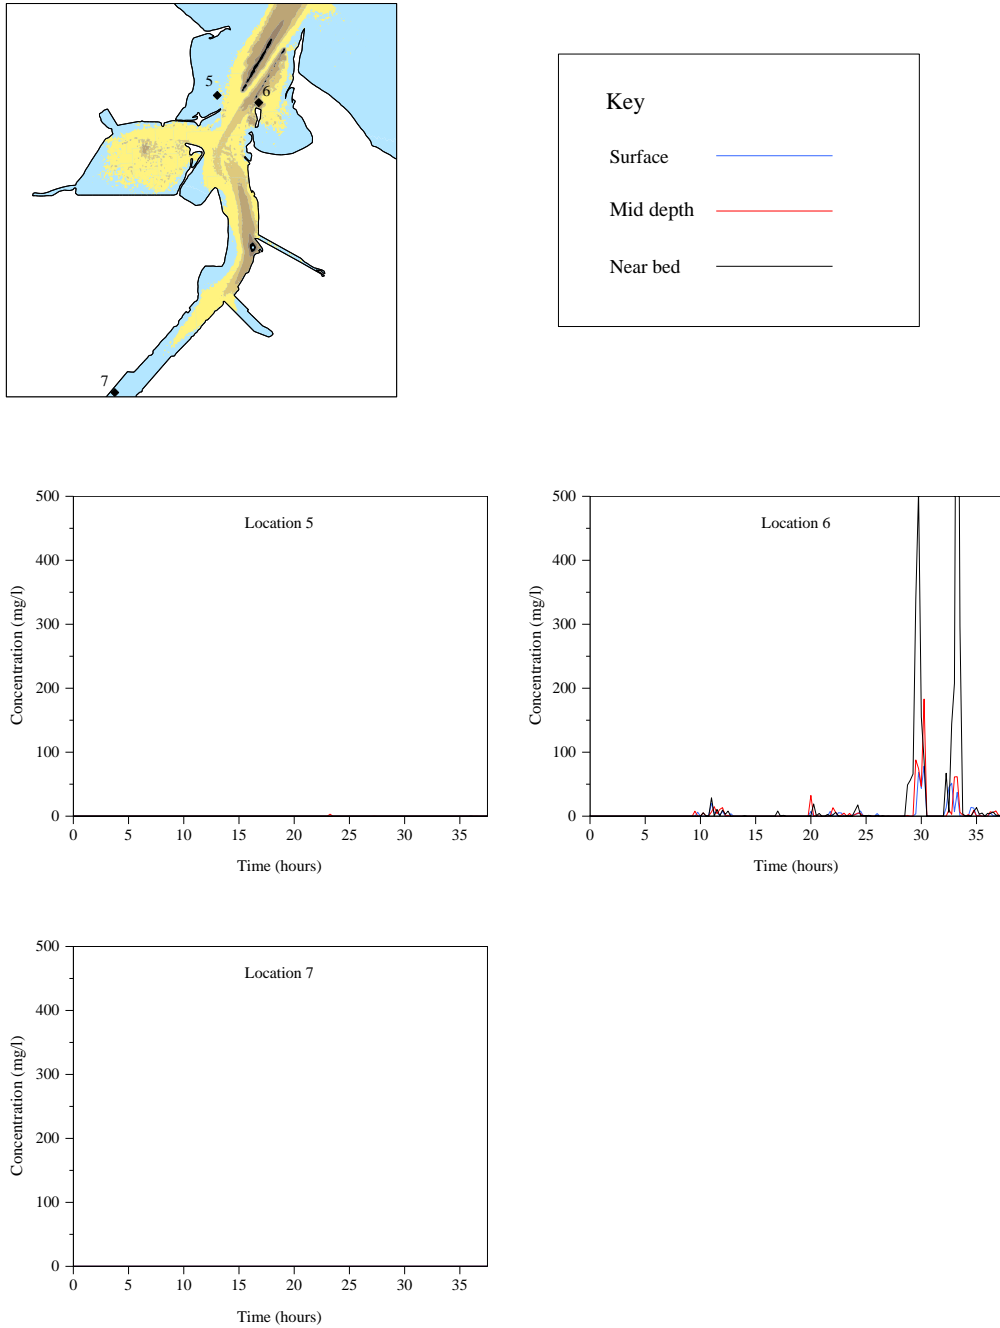 5
6
7
Key
Surface
Mid depth
Near bed
500
400
300
200
100
0
Concentration (mg/l)
Location 5
0 5 10 15 20 25 30 35
Time (hours)
500
400
300
200
100
0
Concentration (mg/l)
Location 6
0 5 10 15 20 25 30 35
Time (hours)
500
400
300
200
100
0
Concentration (mg/l)
Location 7
0 5 10 15 20 25 30 35
Time (hours)